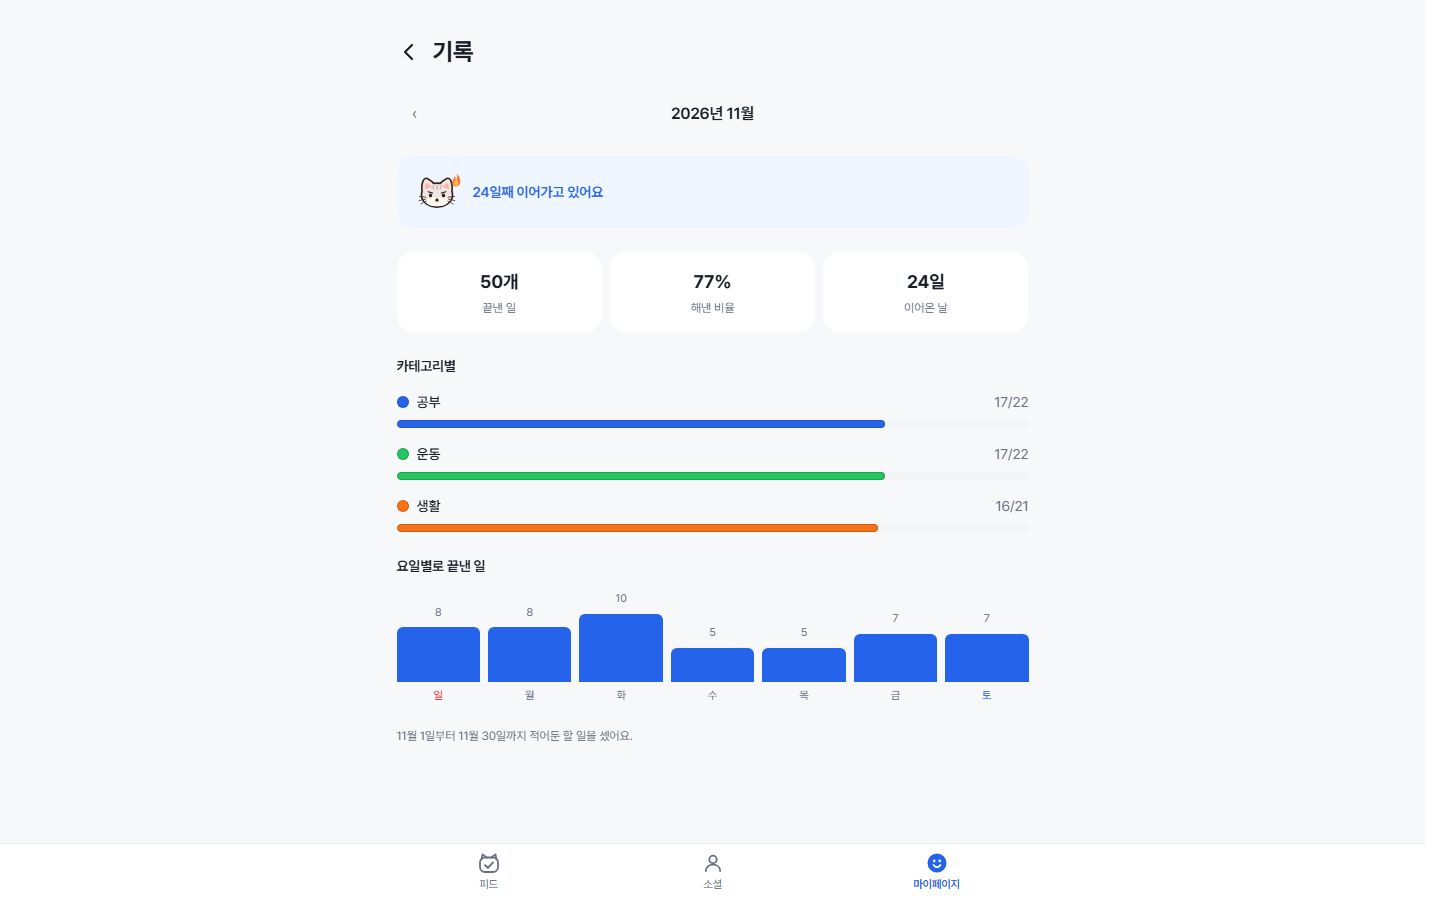 기록
‹
2026년 11월
24일째 이어가고 있어요
50개
끝낸 일
77%
해낸 비율
24일
이어온 날
카테고리별
공부
17/22
운동
17/22
생활
16/21
요일별로 끝낸 일
8
8
10
5
5
7
7
일
월
화
수
목
금
토
11월 1일부터 11월 30일까지 적어둔 할 일을 셌어요.
피드
소셜
마이페이지